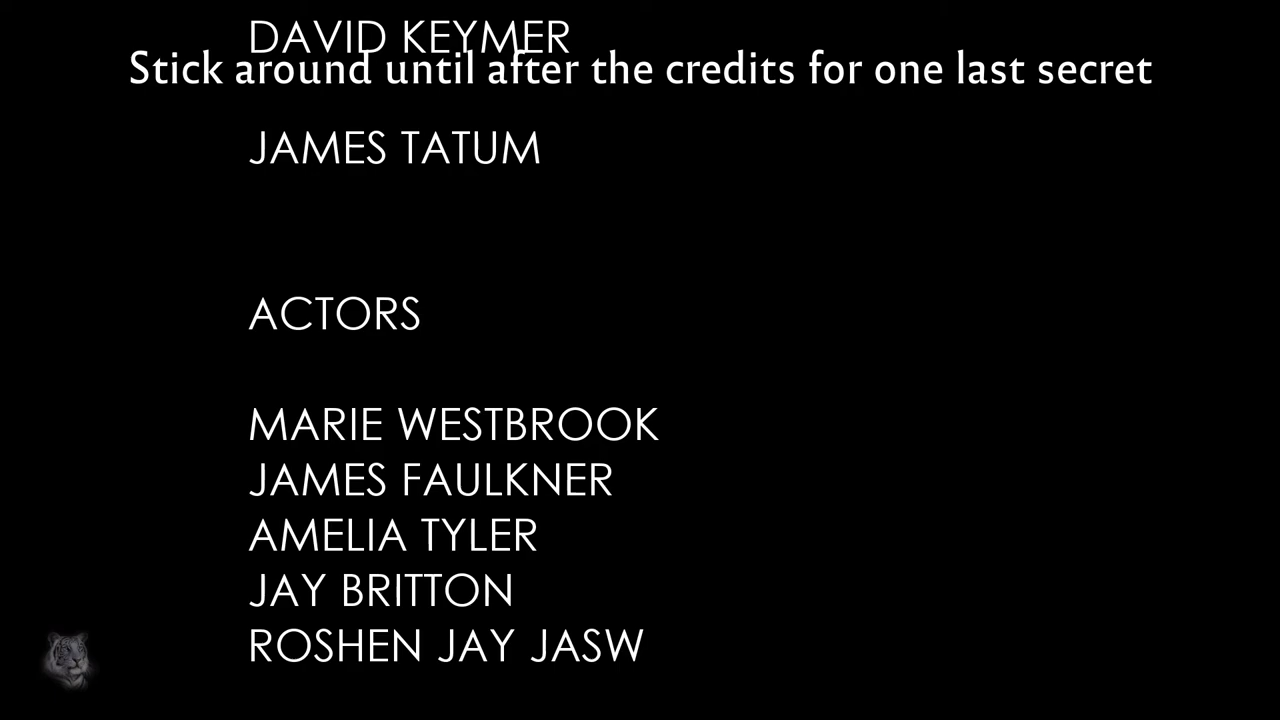 DAVID KEYMER
Stick around until after the credits for one last secret
JAMES TATUM
ACTORS
MARIE WESTBROOK
JAMES FAULKNER
AMELIA TYLER
JAY BRITTON
ROSHEN JAY JASW